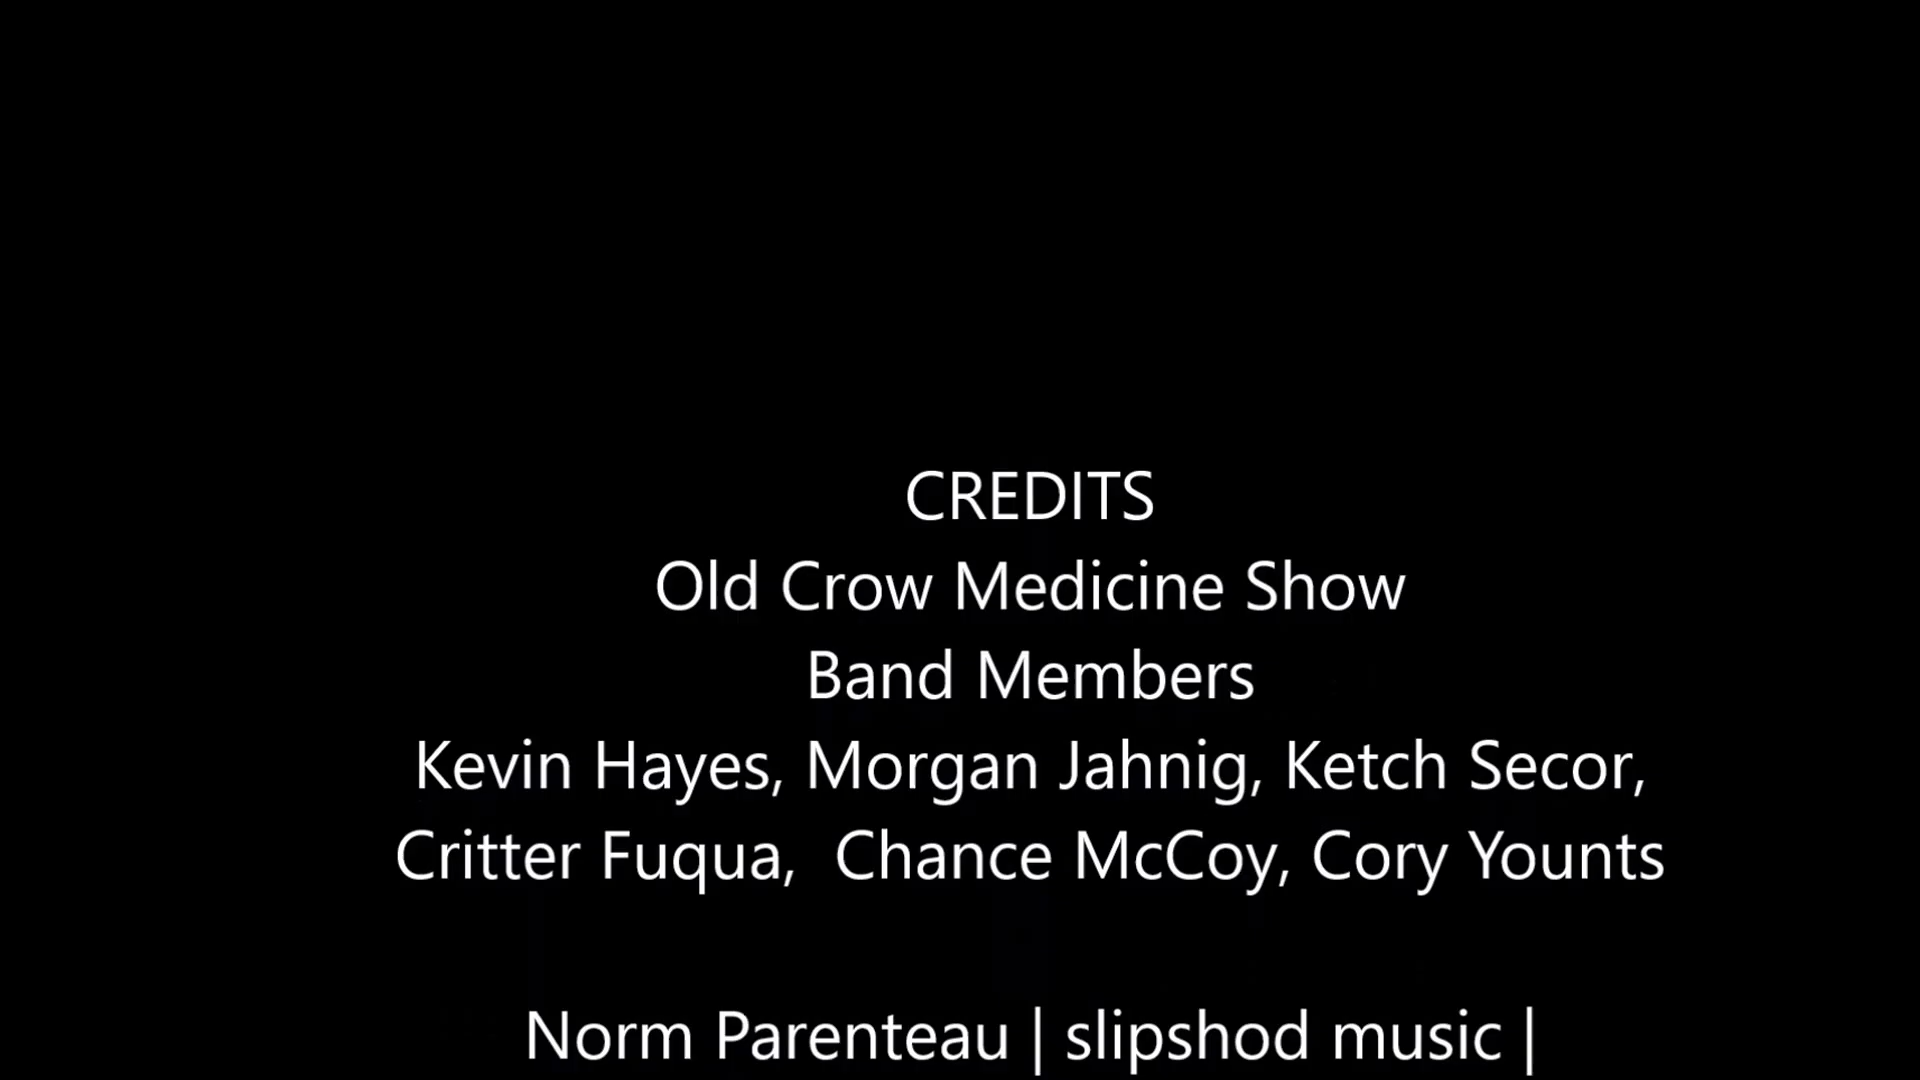 CREDITS
Old Crow Medicine Show
Band Members
Kevin Hayes, Morgan Jahnig, Ketch Secor,
Critter Fuqua,  Chance McCoy, Cory Younts
Norm Parenteau | slipshod music |